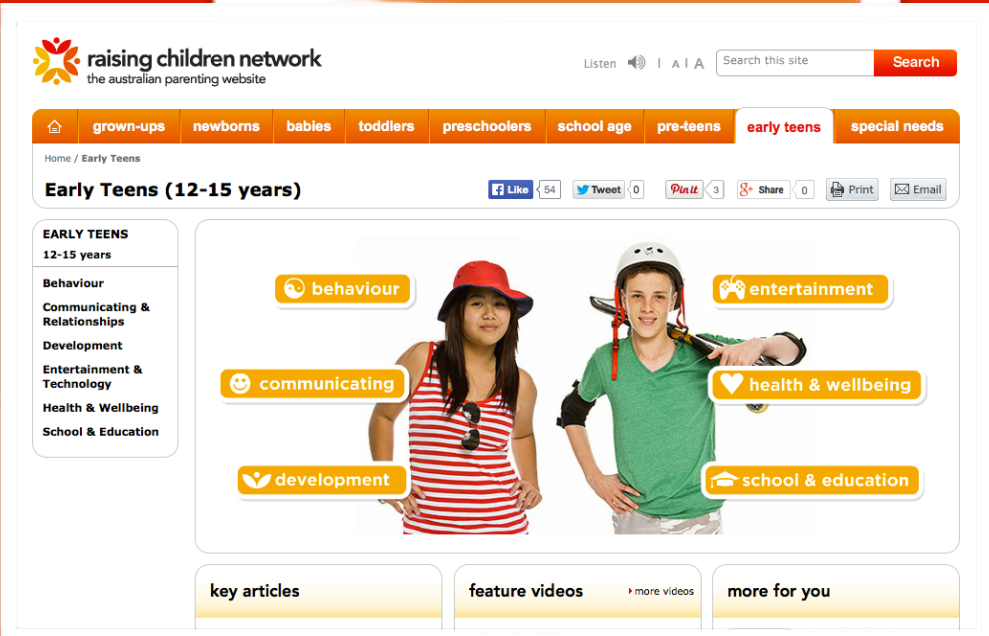 raising children network
the australian parenting website
Listen | A | A
Search this site
Search
grown-ups newborns babies toddlers preschoolers school age pre-teens early teens special needs
Home / Early Teens
Early Teens (12-15 years)
Like 54 Tweet 0 Pin it 3 Share 0 Print Email
EARLY TEENS
12-15 years
Behaviour
Communicating &
Relationships
Development
Entertainment &
Technology
Health & Wellbeing
School & Education
behaviour
communicating
development
entertainment
health & wellbeing
school & education
key articles
feature videos more videos
more for you